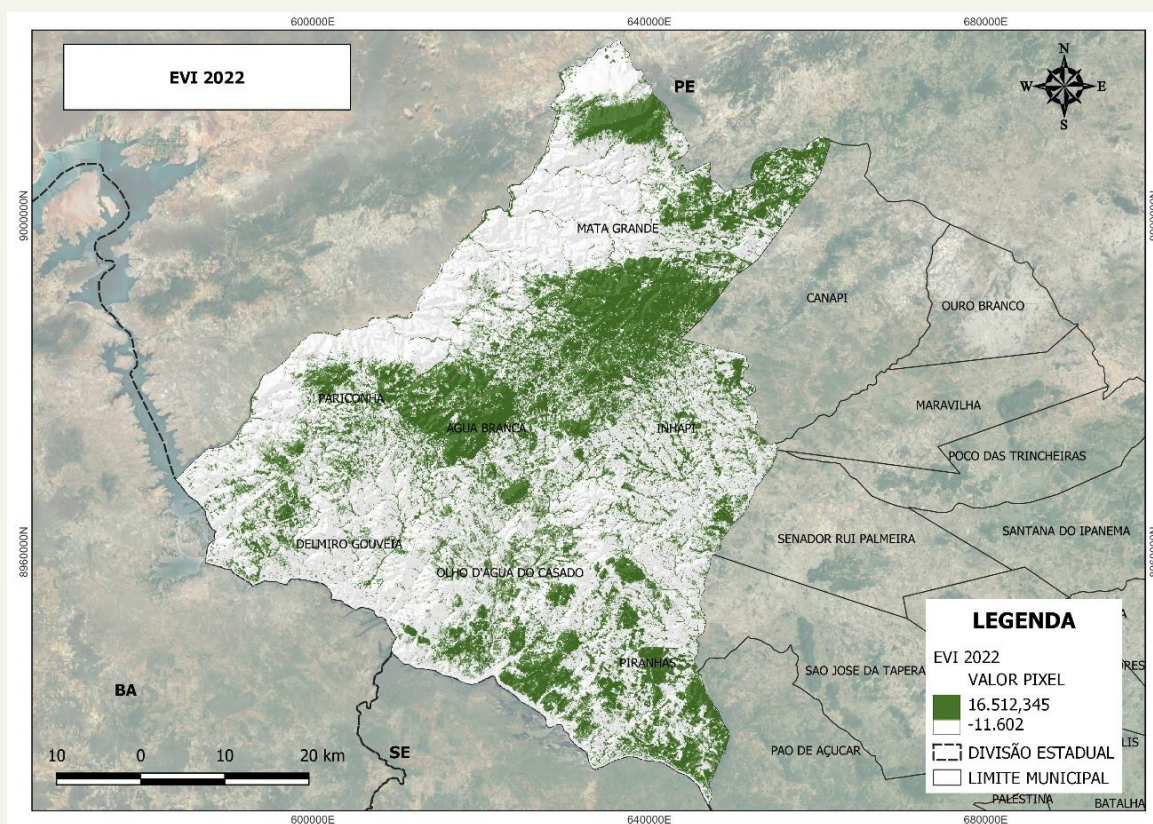 600000E
640000E
680000E
EVI 2022
PE
N
W
E
S
9000000N
9000000N
MATA GRANDE
CANAPI
OURO BRANCO
PARICONHA
MARAVILHA
AGUA BRANCA
INHAPI
POCO DAS TRINCHEIRAS
SANTANA DO IPANEMA
SENADOR RUI PALMEIRA
DELMIRO GOUVEIA
8960000N
8960000N
OLHO D'AGUA DO CASADO
LEGENDA
EVI 2022
VALOR PIXEL
16.512,345
-11.602
DIVISÃO ESTADUAL
LIMITE MUNICIPAL
PIRANHAS
SAO JOSE DA TAPERA
BA
SE
PAO DE AÇUCAR
10 0 10 20 km
PALESTINA
BATALHA
600000E
640000E
680000E